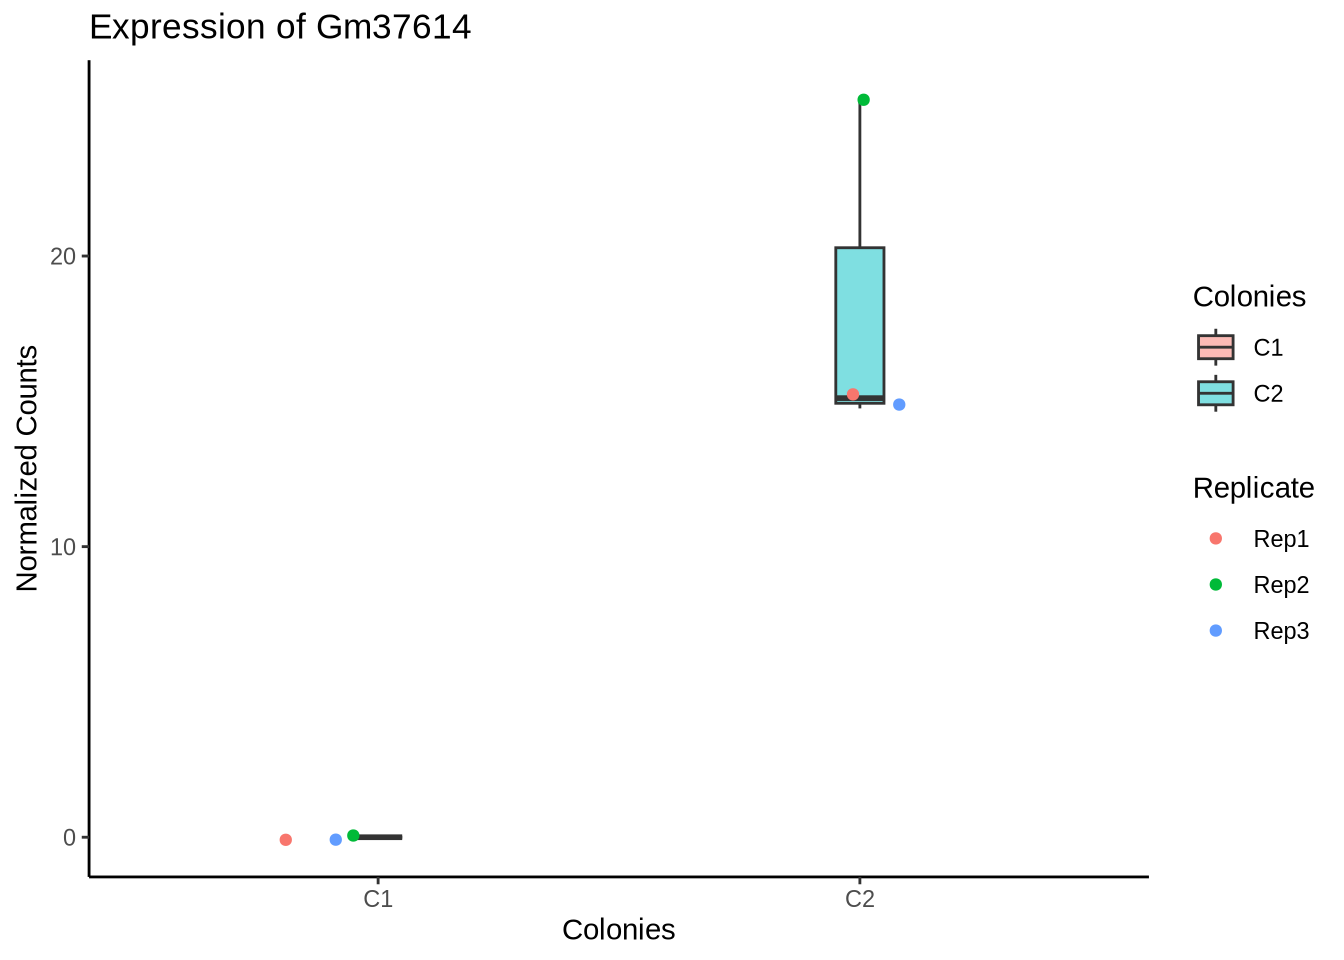 Expression of Gm37614
Normalized Counts
20
10
0
C1
C2
Colonies
Colonies
C1
C2
Replicate
Rep1
Rep2
Rep3